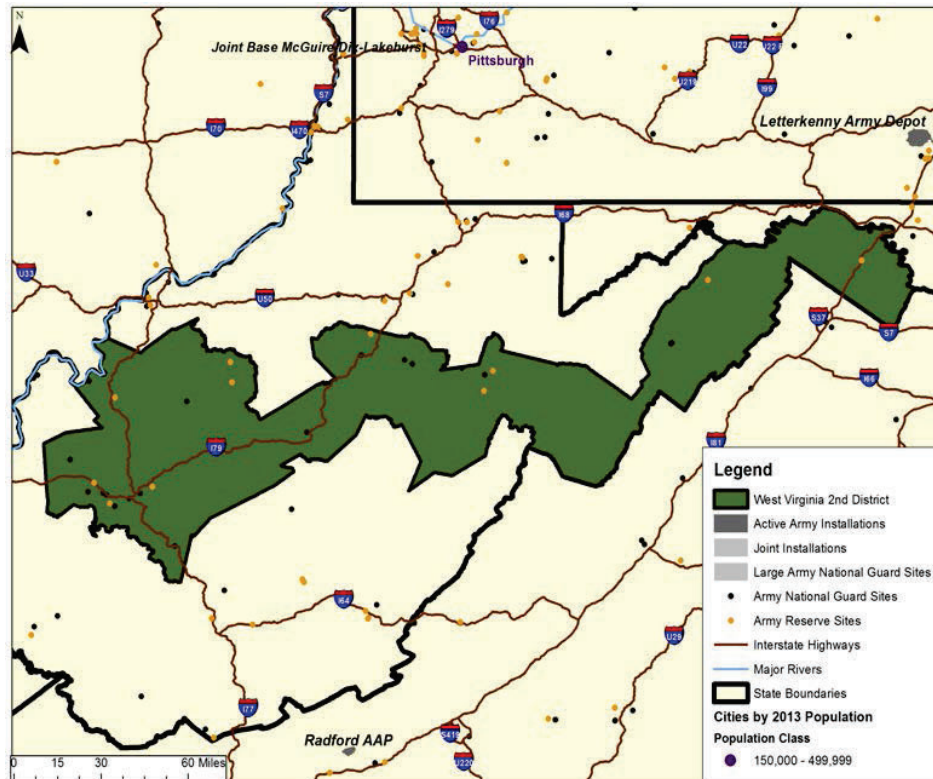 N
I76
I279
Joint Base McGuire-Dix-Lakehurst
Pittsburgh
U22
U22
U219
S7
I99
I70
I470
Letterkenny Army Depot
I68
U33
U50
S37
S7
I66
I79
I81
Legend
West Virginia 2nd District
Active Army Installations
Joint Installations
Large Army National Guard Sites
Army National Guard Sites
Army Reserve Sites
Interstate Highways
Major Rivers
State Boundaries
Cities by 2013 Population
Population Class
150,000 - 499,999
I64
U29
I77
Radford AAP
S419
U220
0 15 30 60 Miles